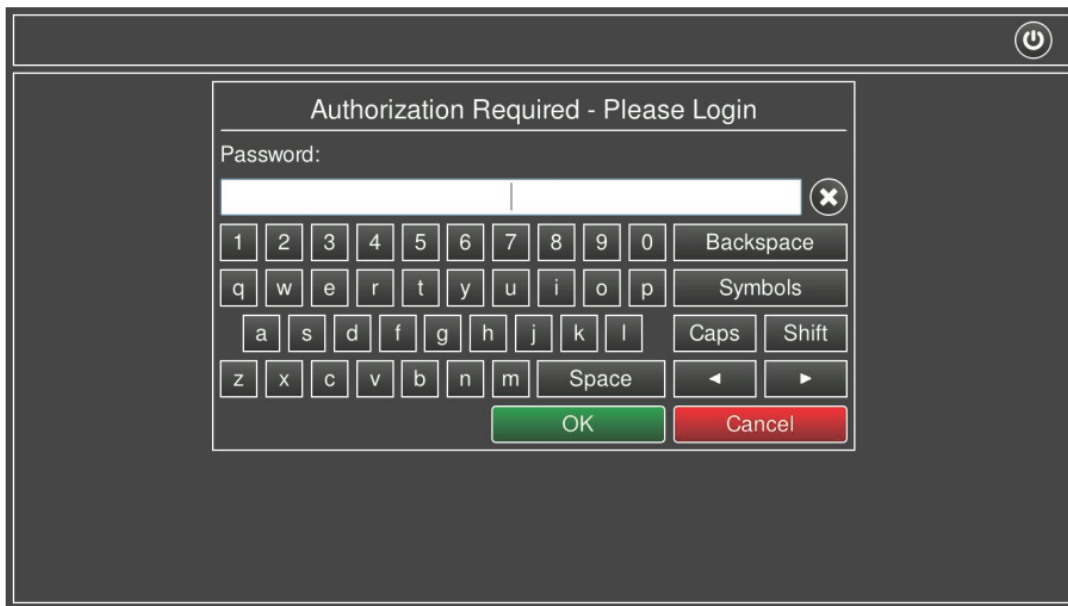 Authorization Required - Please Login
Password:
1 2 3 4 5 6 7 8 9 0 Backspace
q w e r t y u i o p Symbols
a s d f g h j k l Caps Shift
z x c v b n m Space ◄ ►
OK Cancel